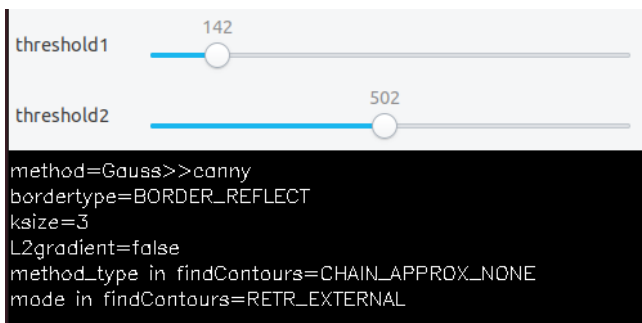 142
threshold1
502
threshold2
method=Gauss>>canny
bordertype=BORDER_REFLECT
ksize=3
L2gradient=false
method_type in findContours=CHAIN_APPROX_NONE
mode in findContours=RETR_EXTERNAL